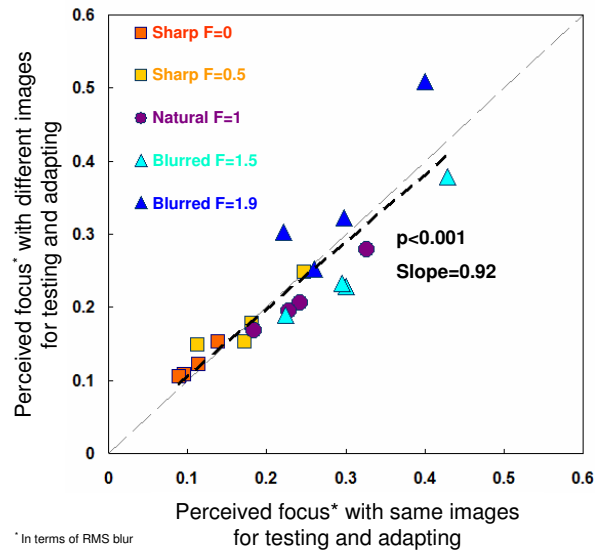 0.6
0.5
0.4
0.3
0.2
0.1
0
0
0.1
0.2
0.3
0.4
0.5
0.6
Perceived focus* with different images
for testing and adapting
Sharp F=0
Sharp F=0.5
Natural F=1
Blurred F=1.5
Blurred F=1.9
p<0.001
Slope=0.92
Perceived focus* with same images
for testing and adapting
* In terms of RMS blur